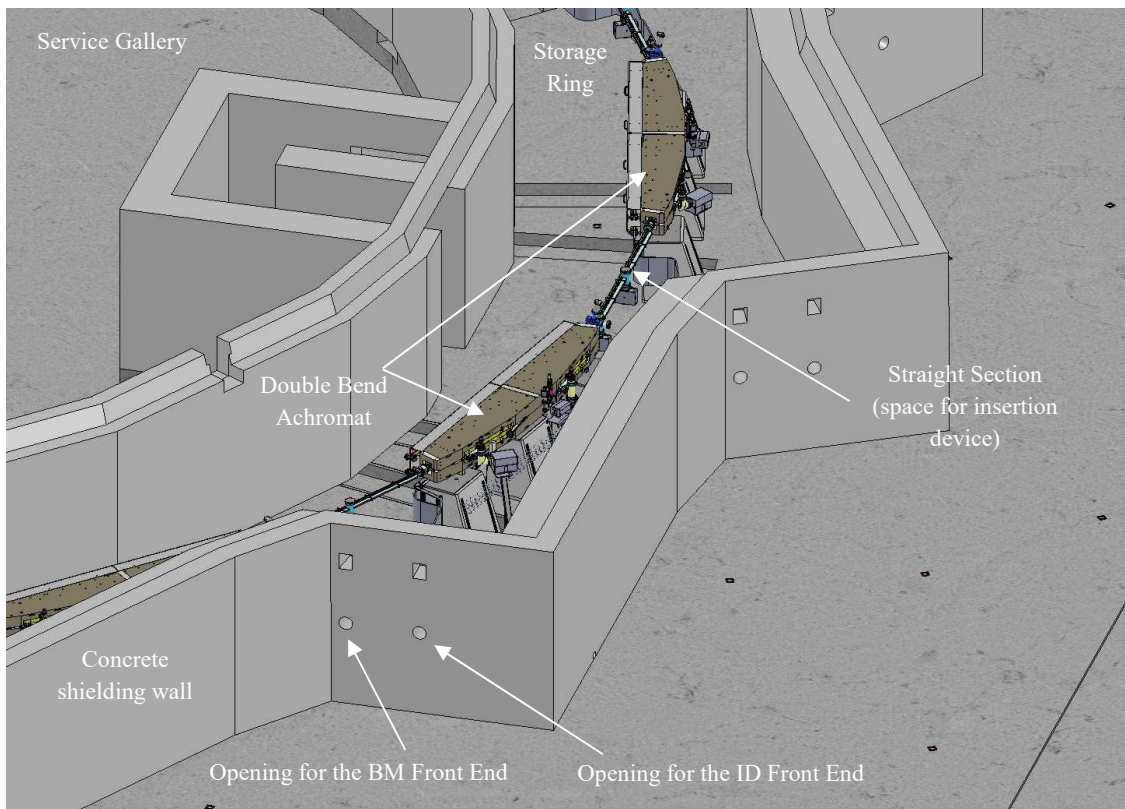 Service Gallery
Storage
Ring
Double Bend
Achromat
Straight Section
(space for insertion
device)
Concrete
shielding wall
Opening for the BM Front End
Opening for the ID Front End